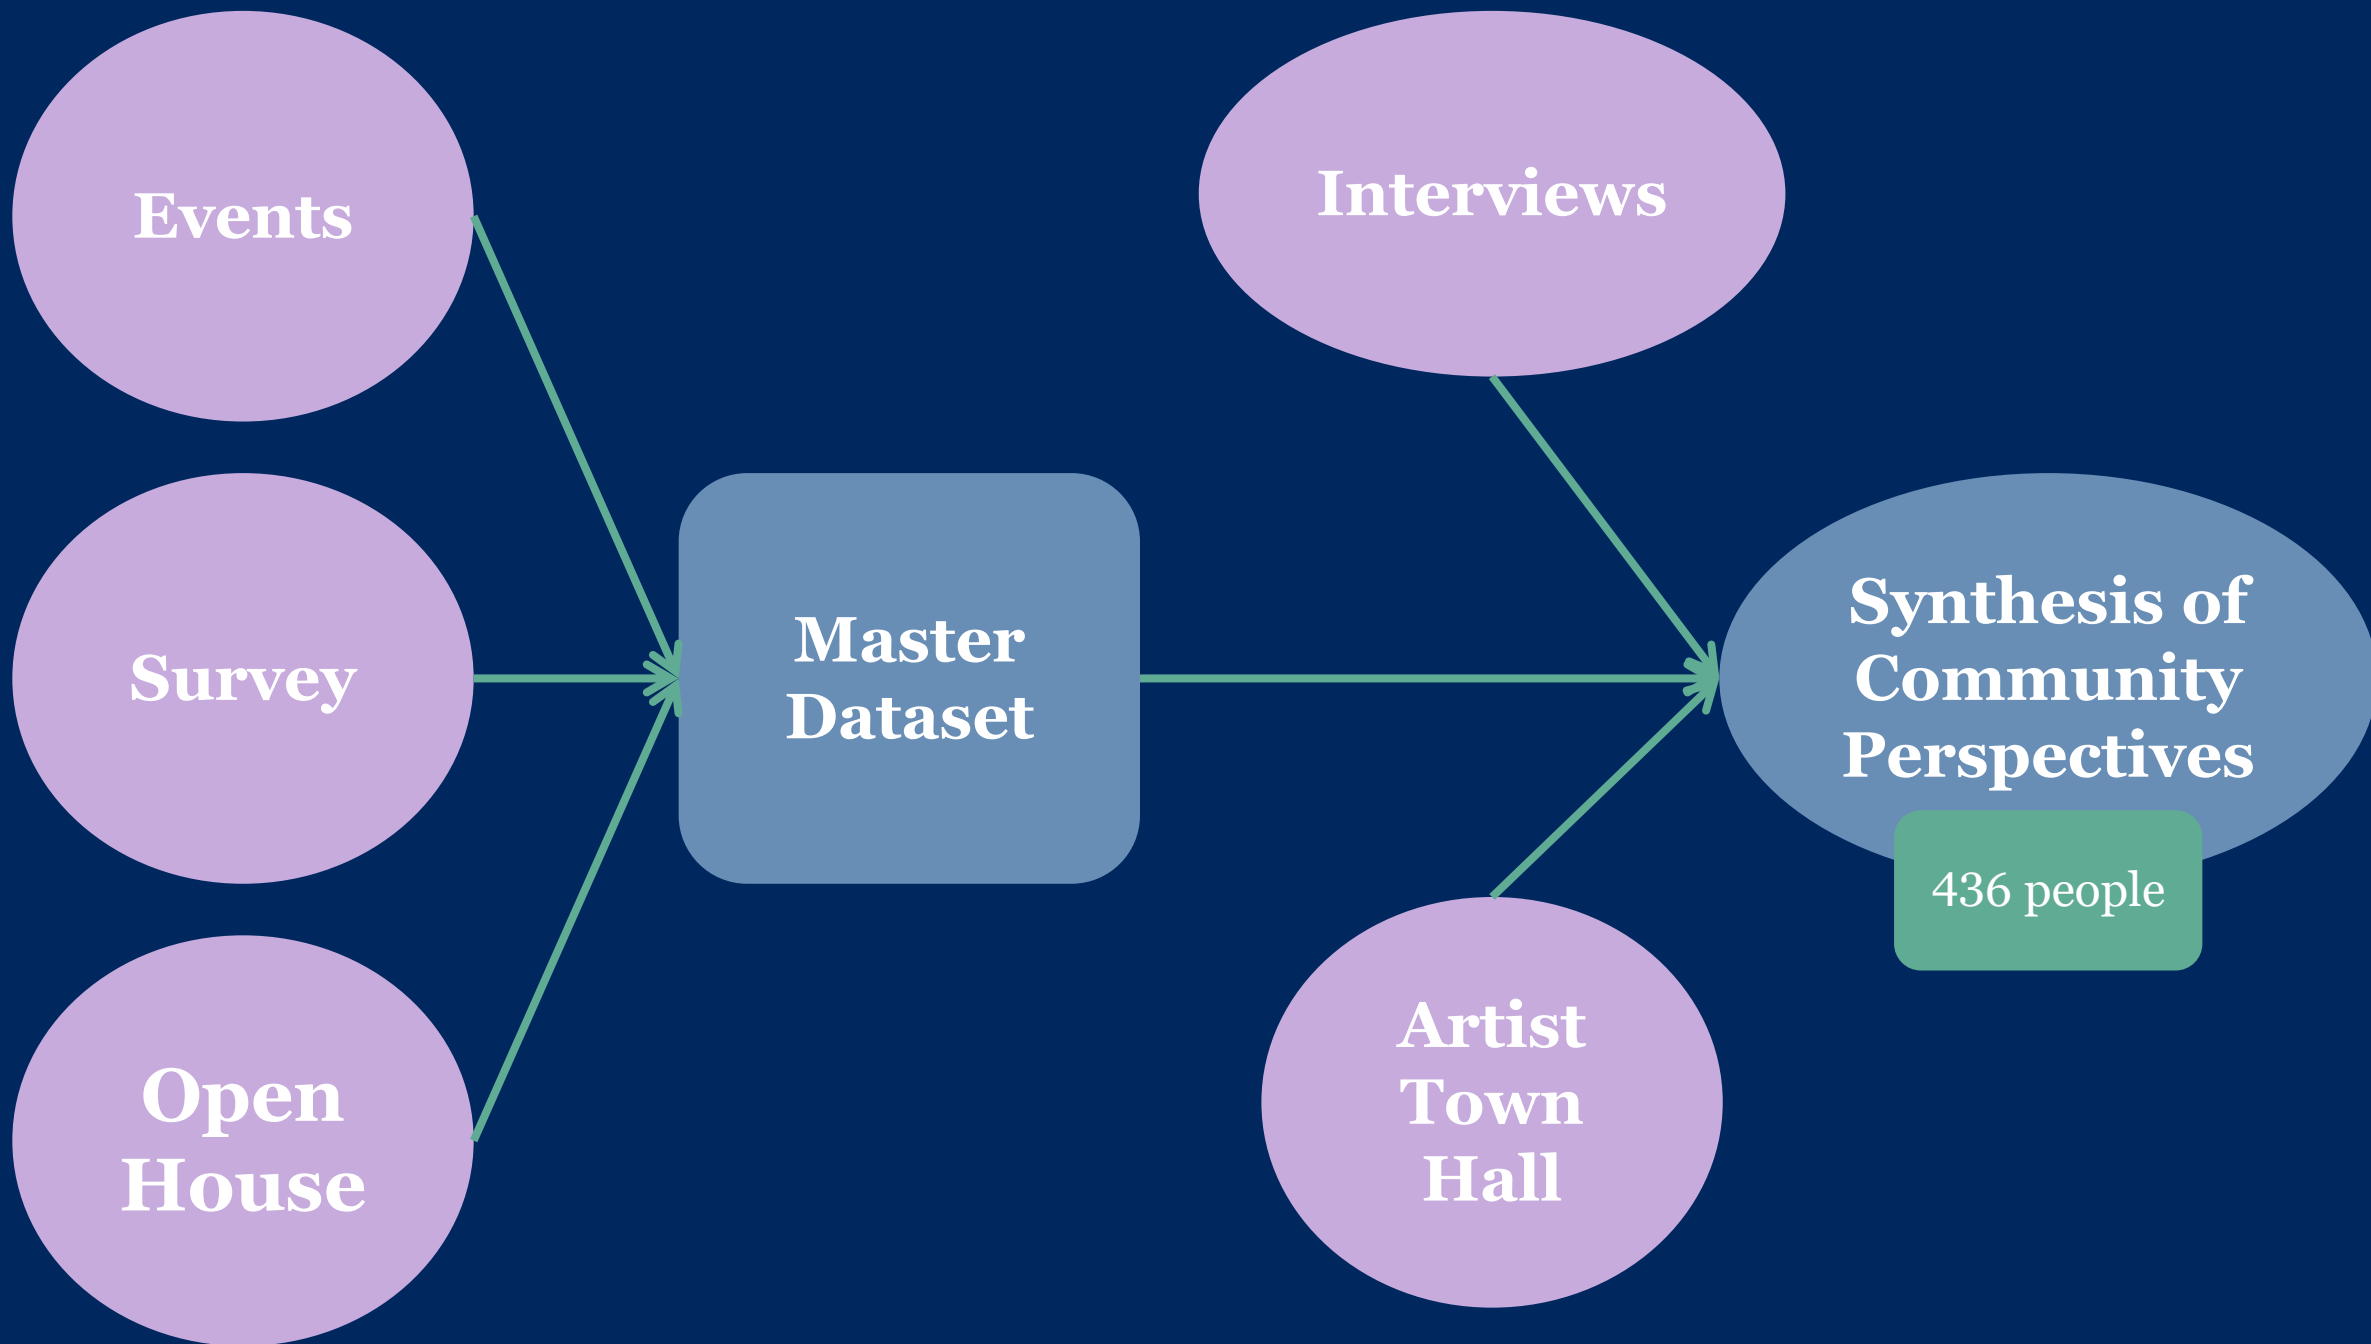 Events
Interviews
Survey
Master
Dataset
Synthesis of
Community
Perspectives
436 people
Open
House
Artist
Town
Hall